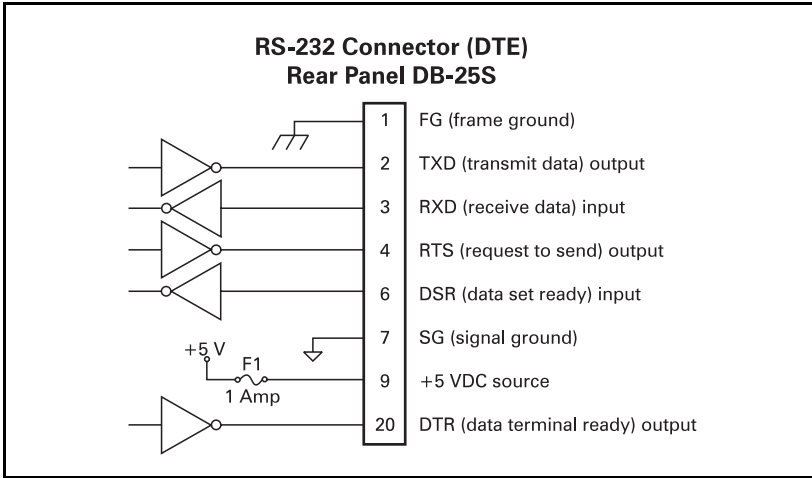 RS-232 Connector (DTE)
Rear Panel DB-25S
1 FG (frame ground)
2 TXD (transmit data) output
3 RXD (receive data) input
4 RTS (request to send) output
6 DSR (data set ready) input
7 SG (signal ground)
+5 V
F1
1 Amp
9 +5 VDC source
20 DTR (data terminal ready) output